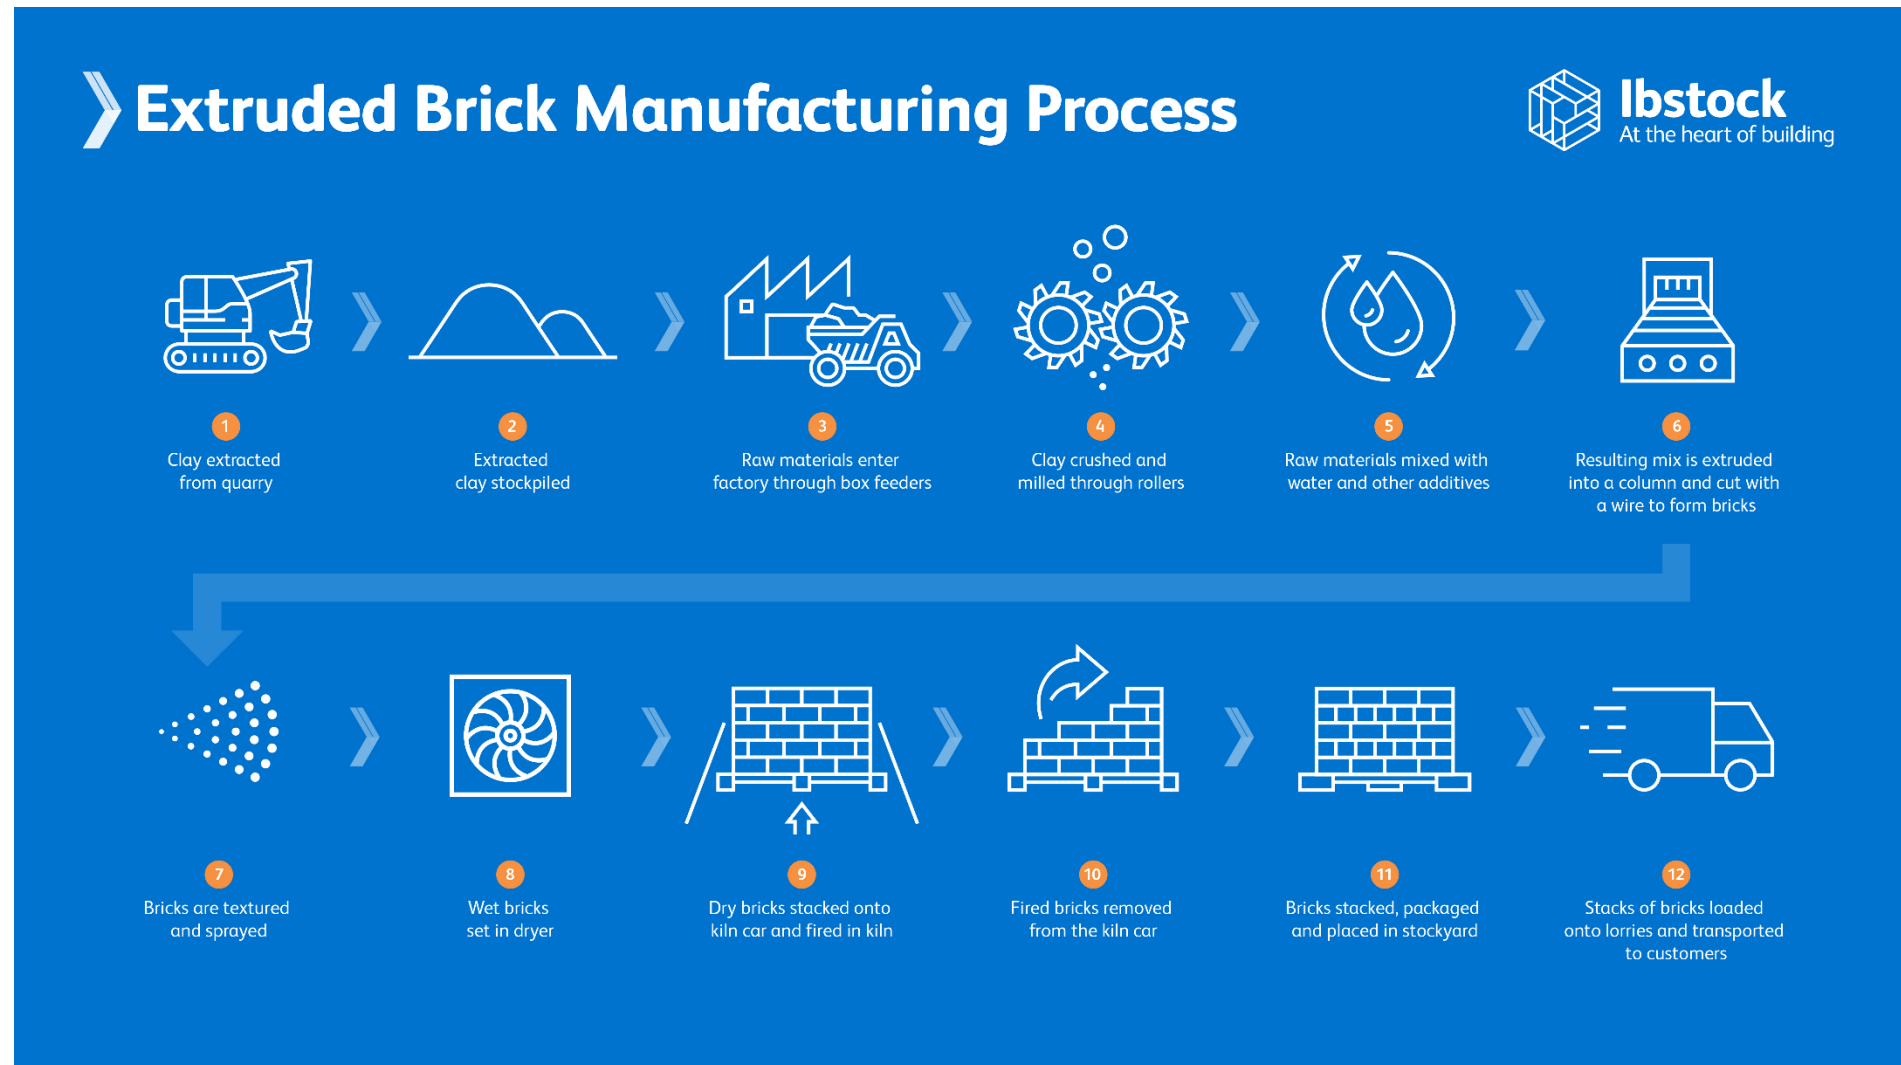 Extruded Brick Manufacturing Process
Ibstock
At the heart of building
1
Clay extracted
from quarry
2
Extracted
clay stockpiled
3
Raw materials enter
factory through box feeders
4
Clay crushed and
milled through rollers
5
Raw materials mixed with
water and other additives
6
Resulting mix is extruded
into a column and cut with
a wire to form bricks
7
Bricks are textured
and sprayed
8
Wet bricks
set in dryer
9
Dry bricks stacked onto
kiln car and fired in kiln
10
Fired bricks removed
from the kiln car
11
Bricks stacked, packaged
and placed in stockyard
12
Stacks of bricks loaded
onto lorries and transported
to customers